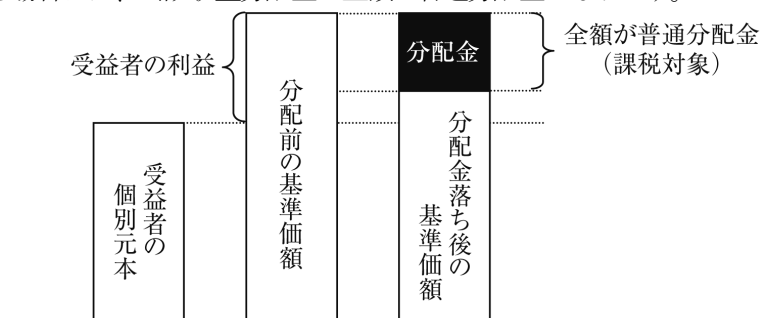 受益者の利益
分配金
全額が普通分配金
（課税対象）
受益者の
個別元本
分配前の基準価額
分配金落ち後の
基準価額